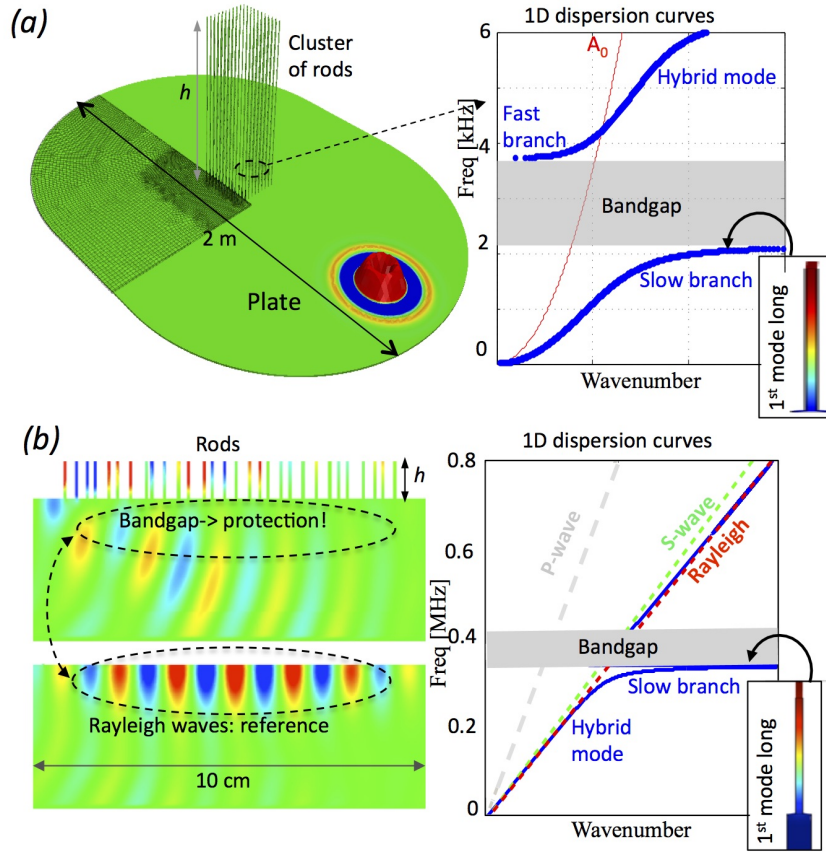 (a)
Cluster
of rods
h
2 m
Plate
1D dispersion curves
Freq [kHz]
6
4
2
0
A0
Hybrid mode
Fast
branch
Bandgap
Slow branch
Wavenumber
1st mode long
(b)
Rods
h
Bandgap-> protection!
Rayleigh waves: reference
10 cm
1D dispersion curves
Freq [MHz]
0.8
0.6
0.4
0.2
0
P-wave
S-wave
Rayleigh
Bandgap
Slow branch
Hybrid
mode
Wavenumber
1st mode long